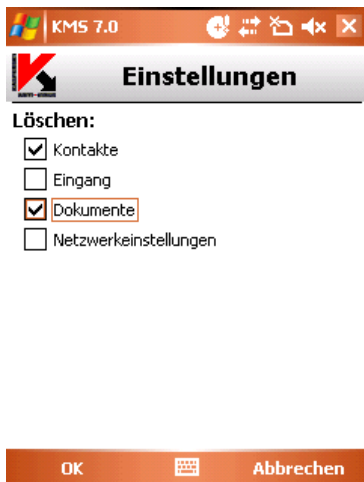 KMS 7.0
Einstellungen
Löschen:
Kontakte
Eingang
Dokumente
Netzwerkeinstellungen
OK
Abbrechen